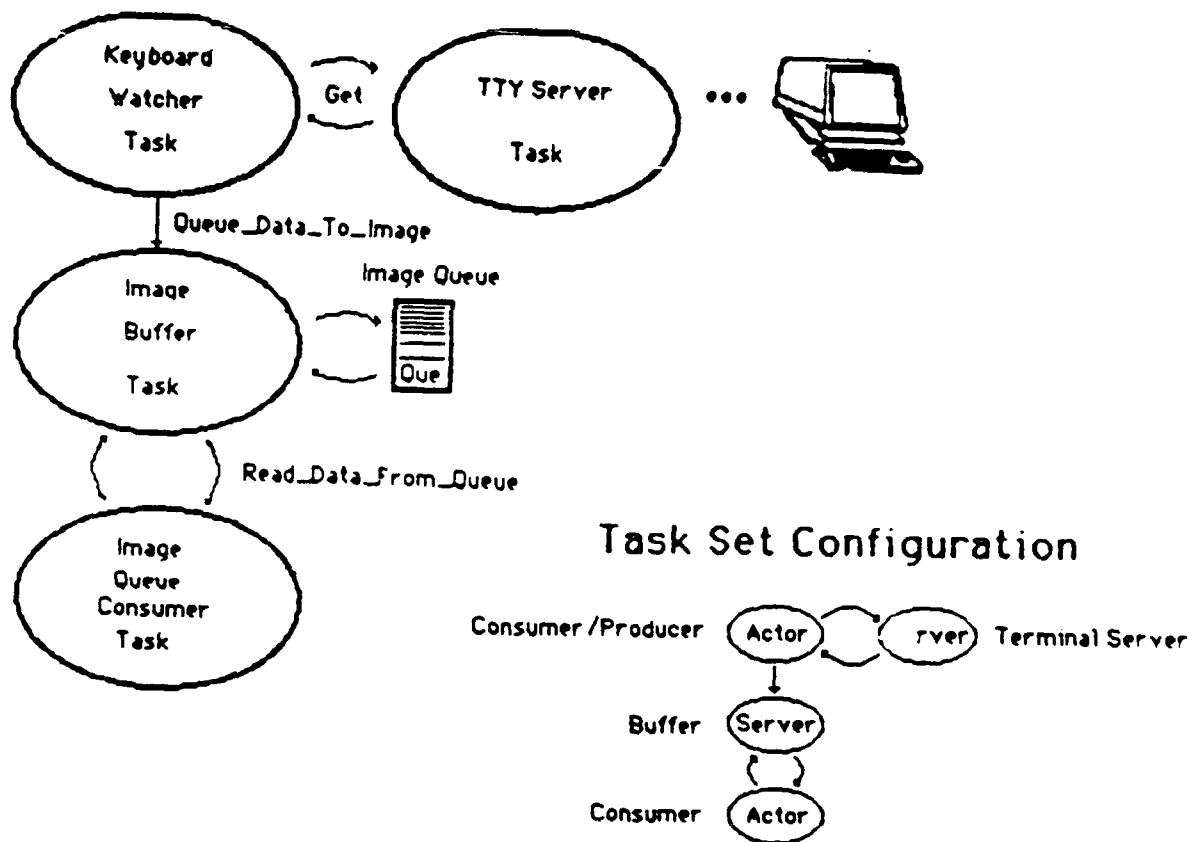 Keyboard
Watcher
Task
Get
TTY Server
Task
Queue_Data_To_Image
Image
Buffer
Task
Image Queue
Que
Read_Data_From_Queue
Image
Queue
Consumer
Task
Task Set Configuration
Consumer/Producer
Actor
Terminal Server
Buffer
Server
Consumer
Actor